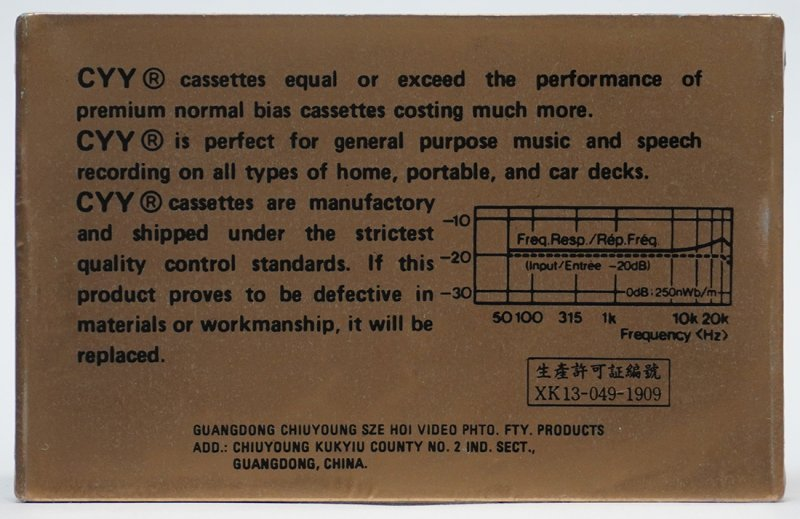 CYY® cassettes equal or exceed the performance of
premium normal bias cassettes costing much more.
CYY® is perfect for general purpose music and speech
recording on all types of home, portable, and car decks.
CYY® cassettes are manufactory
and shipped under the strictest
quality control standards. If this
product proves to be defective in
materials or workmanship, it will be
replaced.
−10
Freq.Resp./Rép.Fréq.
−20
(Input/Entrée −20dB)
−30
0dB:250nWb/m
50 100 315 1k 10k 20k
Frequency <Hz>
生產許可証編號
XK13-049-1909
GUANGDONG CHIUYOUNG SZE HOI VIDEO PHTO. FTY. PRODUCTS
ADD.: CHIUYOUNG KUKYIU COUNTY NO. 2 IND. SECT.,
GUANGDONG, CHINA.